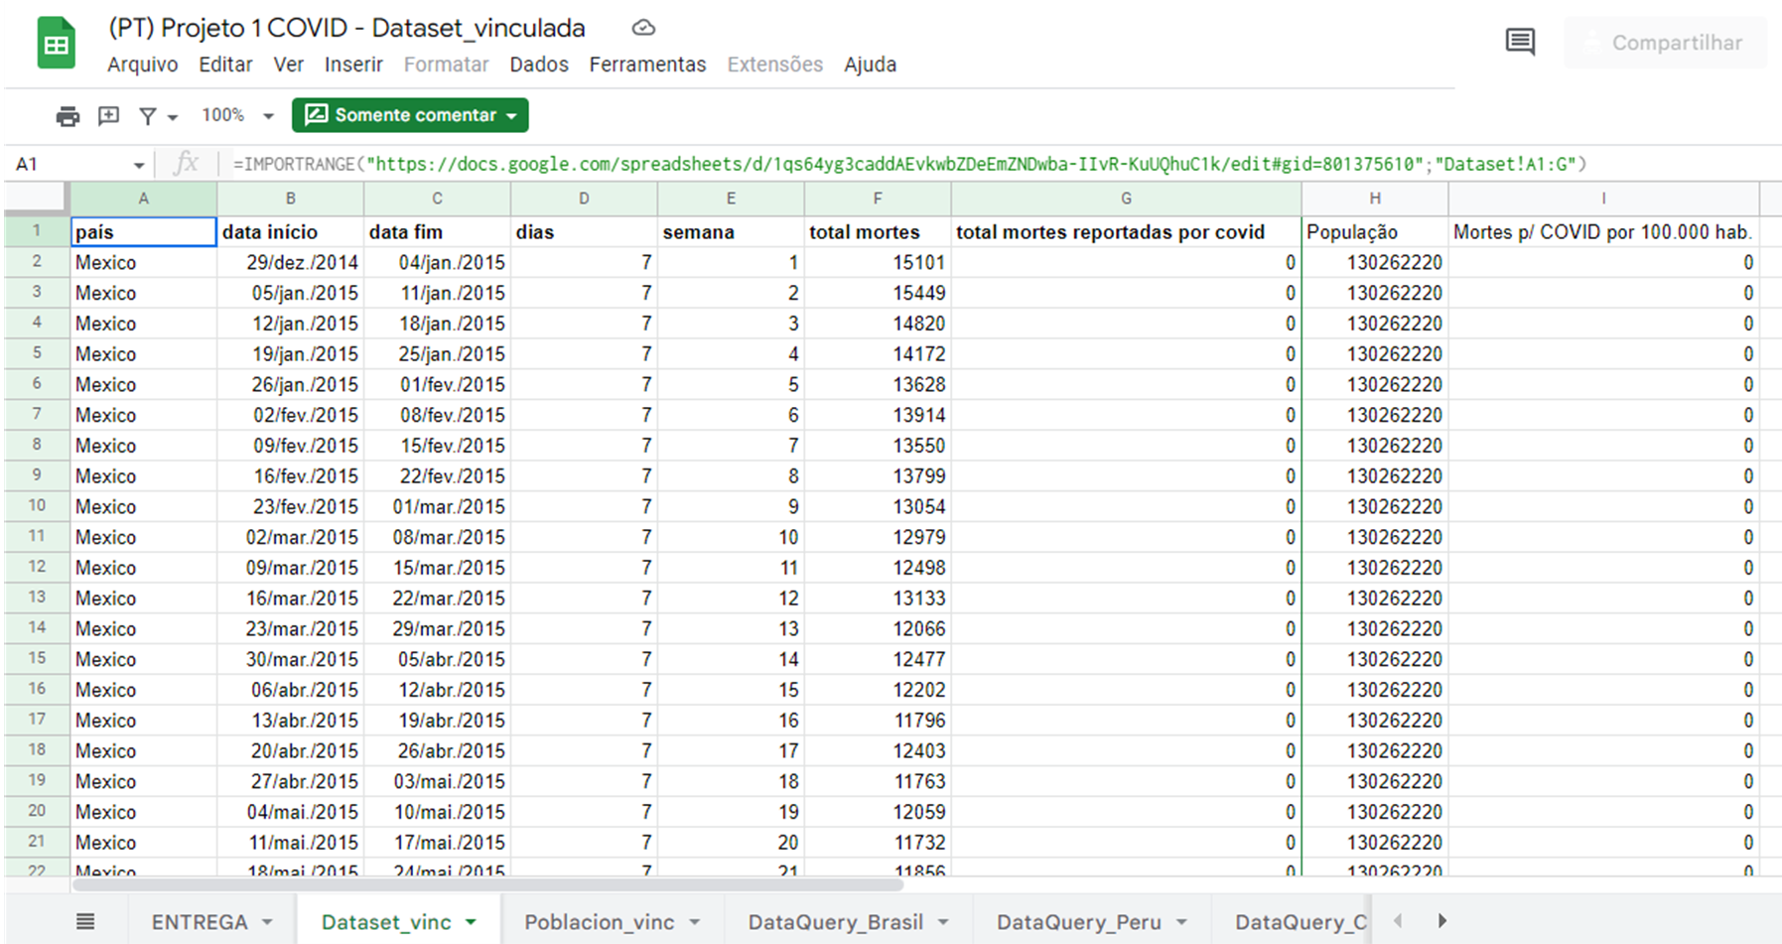 (PT) Projeto 1 COVID - Dataset_vinculada
Compartilhar
Arquivo Editar Ver Inserir Formatar Dados Ferramentas Extensões Ajuda
100% Somente comentar
A1 fx =IMPORTRANGE("https://docs.google.com/spreadsheets/d/1qs64yg3caddAEvkwbZDeEmZNDwba-IIvR-KuUQhuC1k/edit#gid=801375610";"Dataset!A1:G")
A B C D E F G H I
1 país data início data fim dias semana total mortes total mortes reportadas por covid População Mortes p/ COVID por 100.000 hab.
2 Mexico 29/dez./2014 04/jan./2015 7 1 15101 0 130262220 0
3 Mexico 05/jan./2015 11/jan./2015 7 2 15449 0 130262220 0
4 Mexico 12/jan./2015 18/jan./2015 7 3 14820 0 130262220 0
5 Mexico 19/jan./2015 25/jan./2015 7 4 14172 0 130262220 0
6 Mexico 26/jan./2015 01/fev./2015 7 5 13628 0 130262220 0
7 Mexico 02/fev./2015 08/fev./2015 7 6 13914 0 130262220 0
8 Mexico 09/fev./2015 15/fev./2015 7 7 13550 0 130262220 0
9 Mexico 16/fev./2015 22/fev./2015 7 8 13799 0 130262220 0
10 Mexico 23/fev./2015 01/mar./2015 7 9 13054 0 130262220 0
11 Mexico 02/mar./2015 08/mar./2015 7 10 12979 0 130262220 0
12 Mexico 09/mar./2015 15/mar./2015 7 11 12498 0 130262220 0
13 Mexico 16/mar./2015 22/mar./2015 7 12 13133 0 130262220 0
14 Mexico 23/mar./2015 29/mar./2015 7 13 12066 0 130262220 0
15 Mexico 30/mar./2015 05/abr./2015 7 14 12477 0 130262220 0
16 Mexico 06/abr./2015 12/abr./2015 7 15 12202 0 130262220 0
17 Mexico 13/abr./2015 19/abr./2015 7 16 11796 0 130262220 0
18 Mexico 20/abr./2015 26/abr./2015 7 17 12403 0 130262220 0
19 Mexico 27/abr./2015 03/mai./2015 7 18 11763 0 130262220 0
20 Mexico 04/mai./2015 10/mai./2015 7 19 12059 0 130262220 0
21 Mexico 11/mai./2015 17/mai./2015 7 20 11732 0 130262220 0
22 Mexico 18/mai./2015 24/mai./2015 7 21 11856 0 130262220 0
ENTREGA Dataset_vinc Poblacion_vinc DataQuery_Brasil DataQuery_Peru DataQuery_C